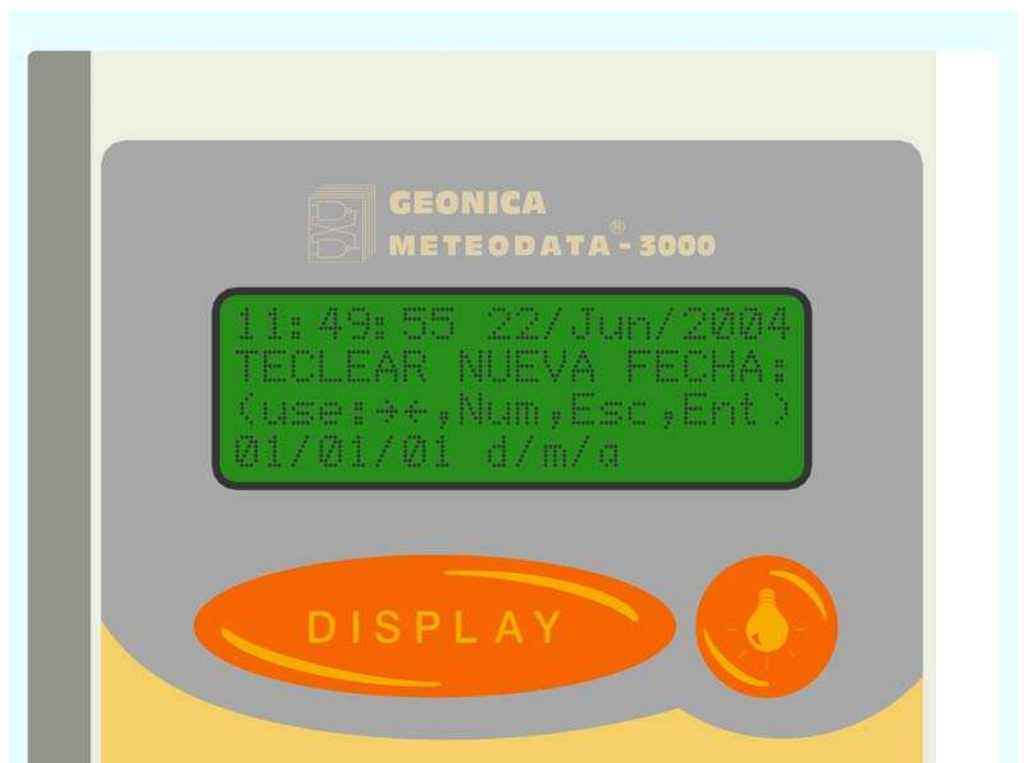 GEONICA
METEODATA®-3000
11:49:55 22/Jun/2004
TECLEAR NUEVA FECHA:
(use:→←,Num,Esc,Ent)
01/01/01 d/m/a
DISPLAY